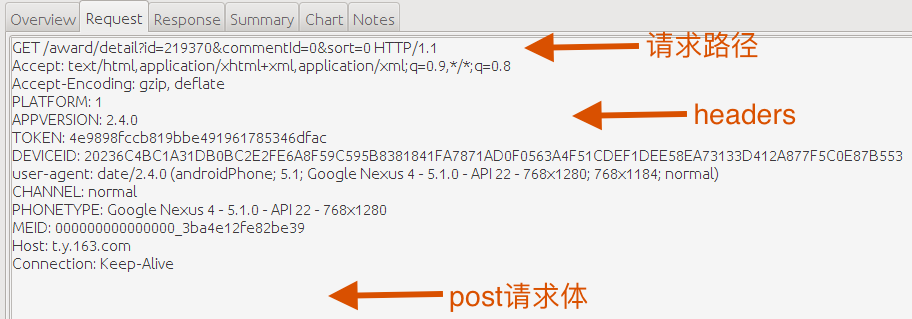 Overview Request Response Summary Chart Notes
GET /award/detail?id=219370&commentId=0&sort=0 HTTP/1.1
请求路径
Accept: text/html,application/xhtml+xml,application/xml;q=0.9,*/*;q=0.8
Accept-Encoding: gzip, deflate
PLATFORM: 1
APPVERSION: 2.4.0
headers
TOKEN: 4e9898fccb819bbe491961785346dfac
DEVICEID: 20236C4BC1A31DB0BC2E2FE6A8F59C595B8381841FA7871AD0F0563A4F51CDEF1DEE58EA73133D412A877F5C0E87B553
user-agent: date/2.4.0 (androidPhone; 5.1; Google Nexus 4 - 5.1.0 - API 22 - 768x1280; 768x1184; normal)
CHANNEL: normal
PHONETYPE: Google Nexus 4 - 5.1.0 - API 22 - 768x1280
MEID: 000000000000000_3ba4e12fe82be39
Host: t.y.163.com
Connection: Keep-Alive
post请求体